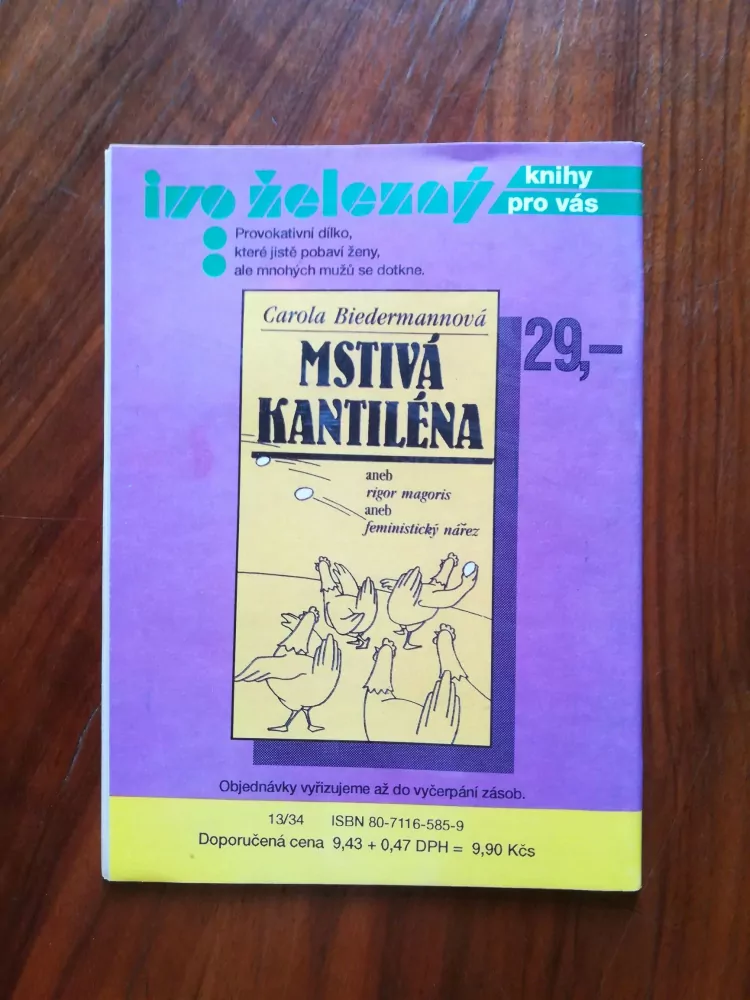 ivo železný
knihy
pro vás
Provokativní dílko,
které jistě pobaví ženy,
ale mnohých mužů se dotkne.
Carola Biedermannová
MSTIVÁ
KANTILÉNA
aneb
rigor magoris
aneb
feministický nářez
29,–
Objednávky vyřizujeme až do vyčerpání zásob.
13/34 ISBN 80-7116-585-9
Doporučená cena 9,43 + 0,47 DPH = 9,90 Kčs